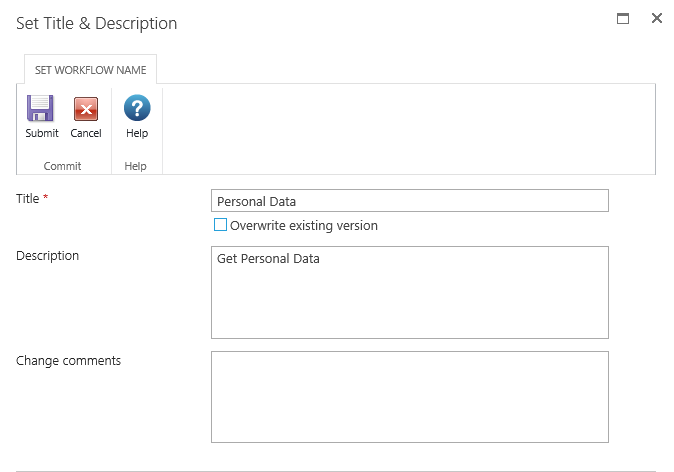 Set Title & Description
SET WORKFLOW NAME
Submit Cancel Help
Commit Help
Title * Personal Data
Overwrite existing version
Description Get Personal Data
Change comments